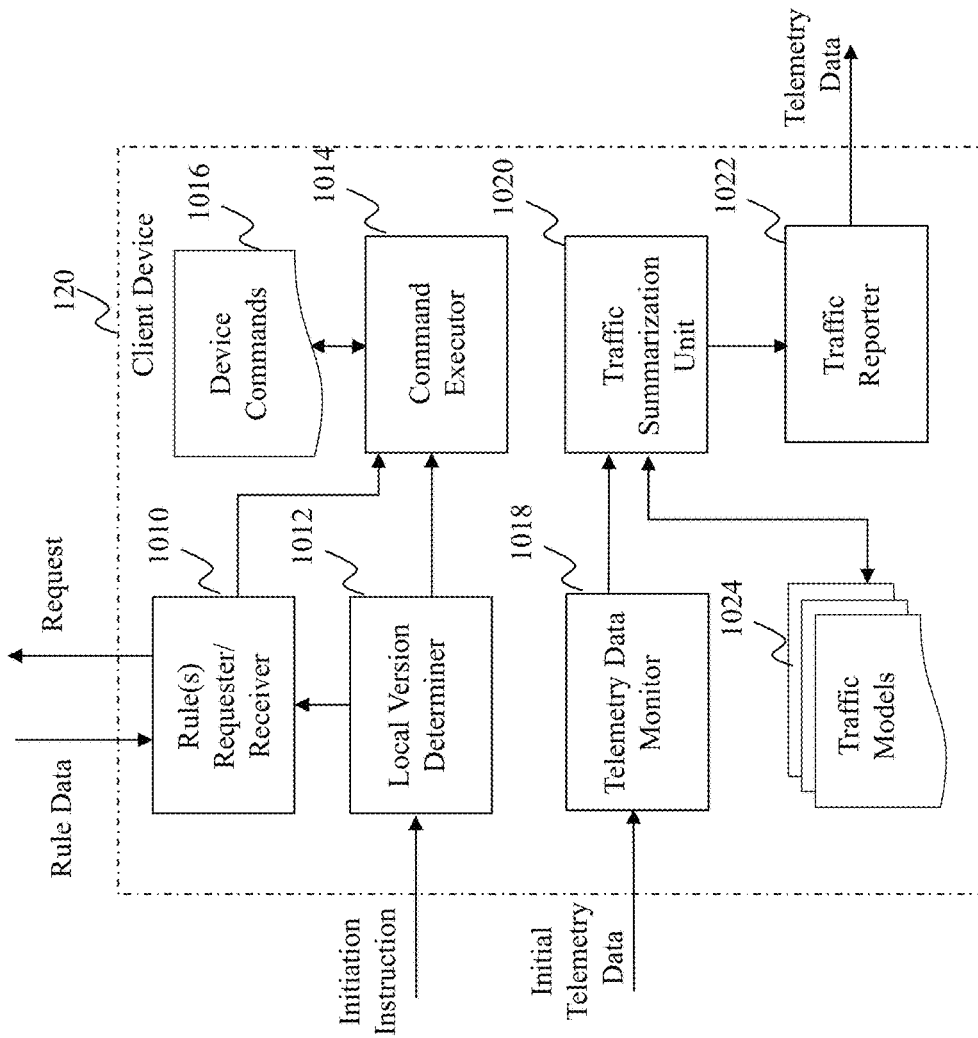 Rule Data
Request
120
Client Device
Rule(s)
Requester/
Receiver
1010
Device
Commands
1016
Initiation
Instruction
Local Version
Determiner
1012
Command
Executor
1014
Initial
Telemetry
Data
Telemetry Data
Monitor
1018
Traffic
Summarization
Unit
1020
Traffic
Models
1024
Traffic
Reporter
1022
Telemetry
Data